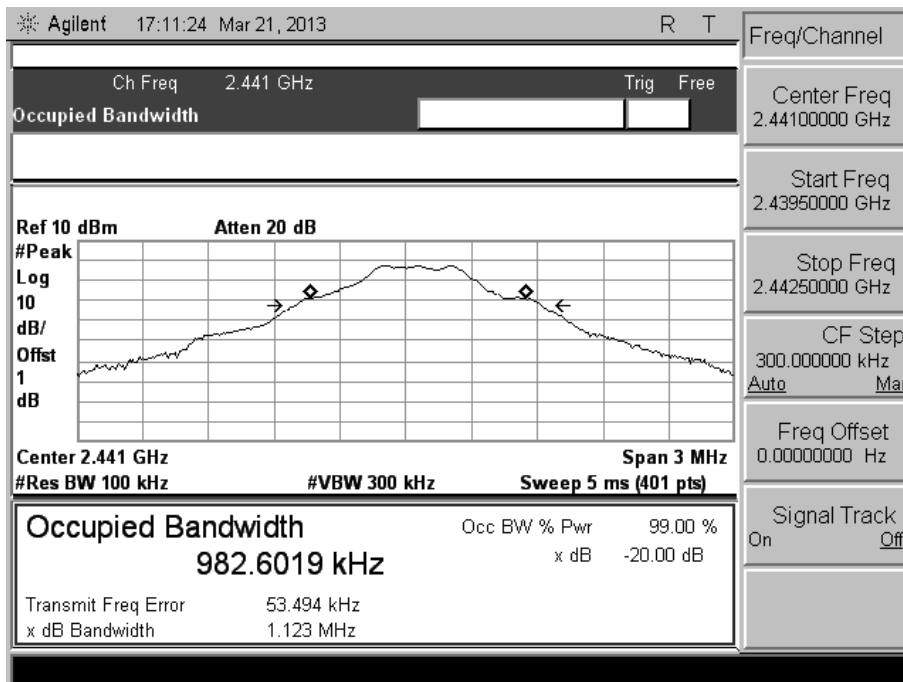 Agilent 17:11:24 Mar 21, 2013 R T
Freq/Channel
Ch Freq 2.441 GHz Trig Free
Occupied Bandwidth
Center Freq
2.44100000 GHz
Start Freq
2.43950000 GHz
Stop Freq
2.44250000 GHz
CF Step
300.000000 kHz
Auto Man
Freq Offset
0.00000000 Hz
Signal Track
On Off
Ref 10 dBm Atten 20 dB
#Peak
Log
10
dB/
Offst
1
dB
Center 2.441 GHz Span 3 MHz
#Res BW 100 kHz #VBW 300 kHz Sweep 5 ms (401 pts)
Occupied Bandwidth Occ BW % Pwr 99.00 %
982.6019 kHz x dB -20.00 dB
Transmit Freq Error 53.494 kHz
x dB Bandwidth 1.123 MHz